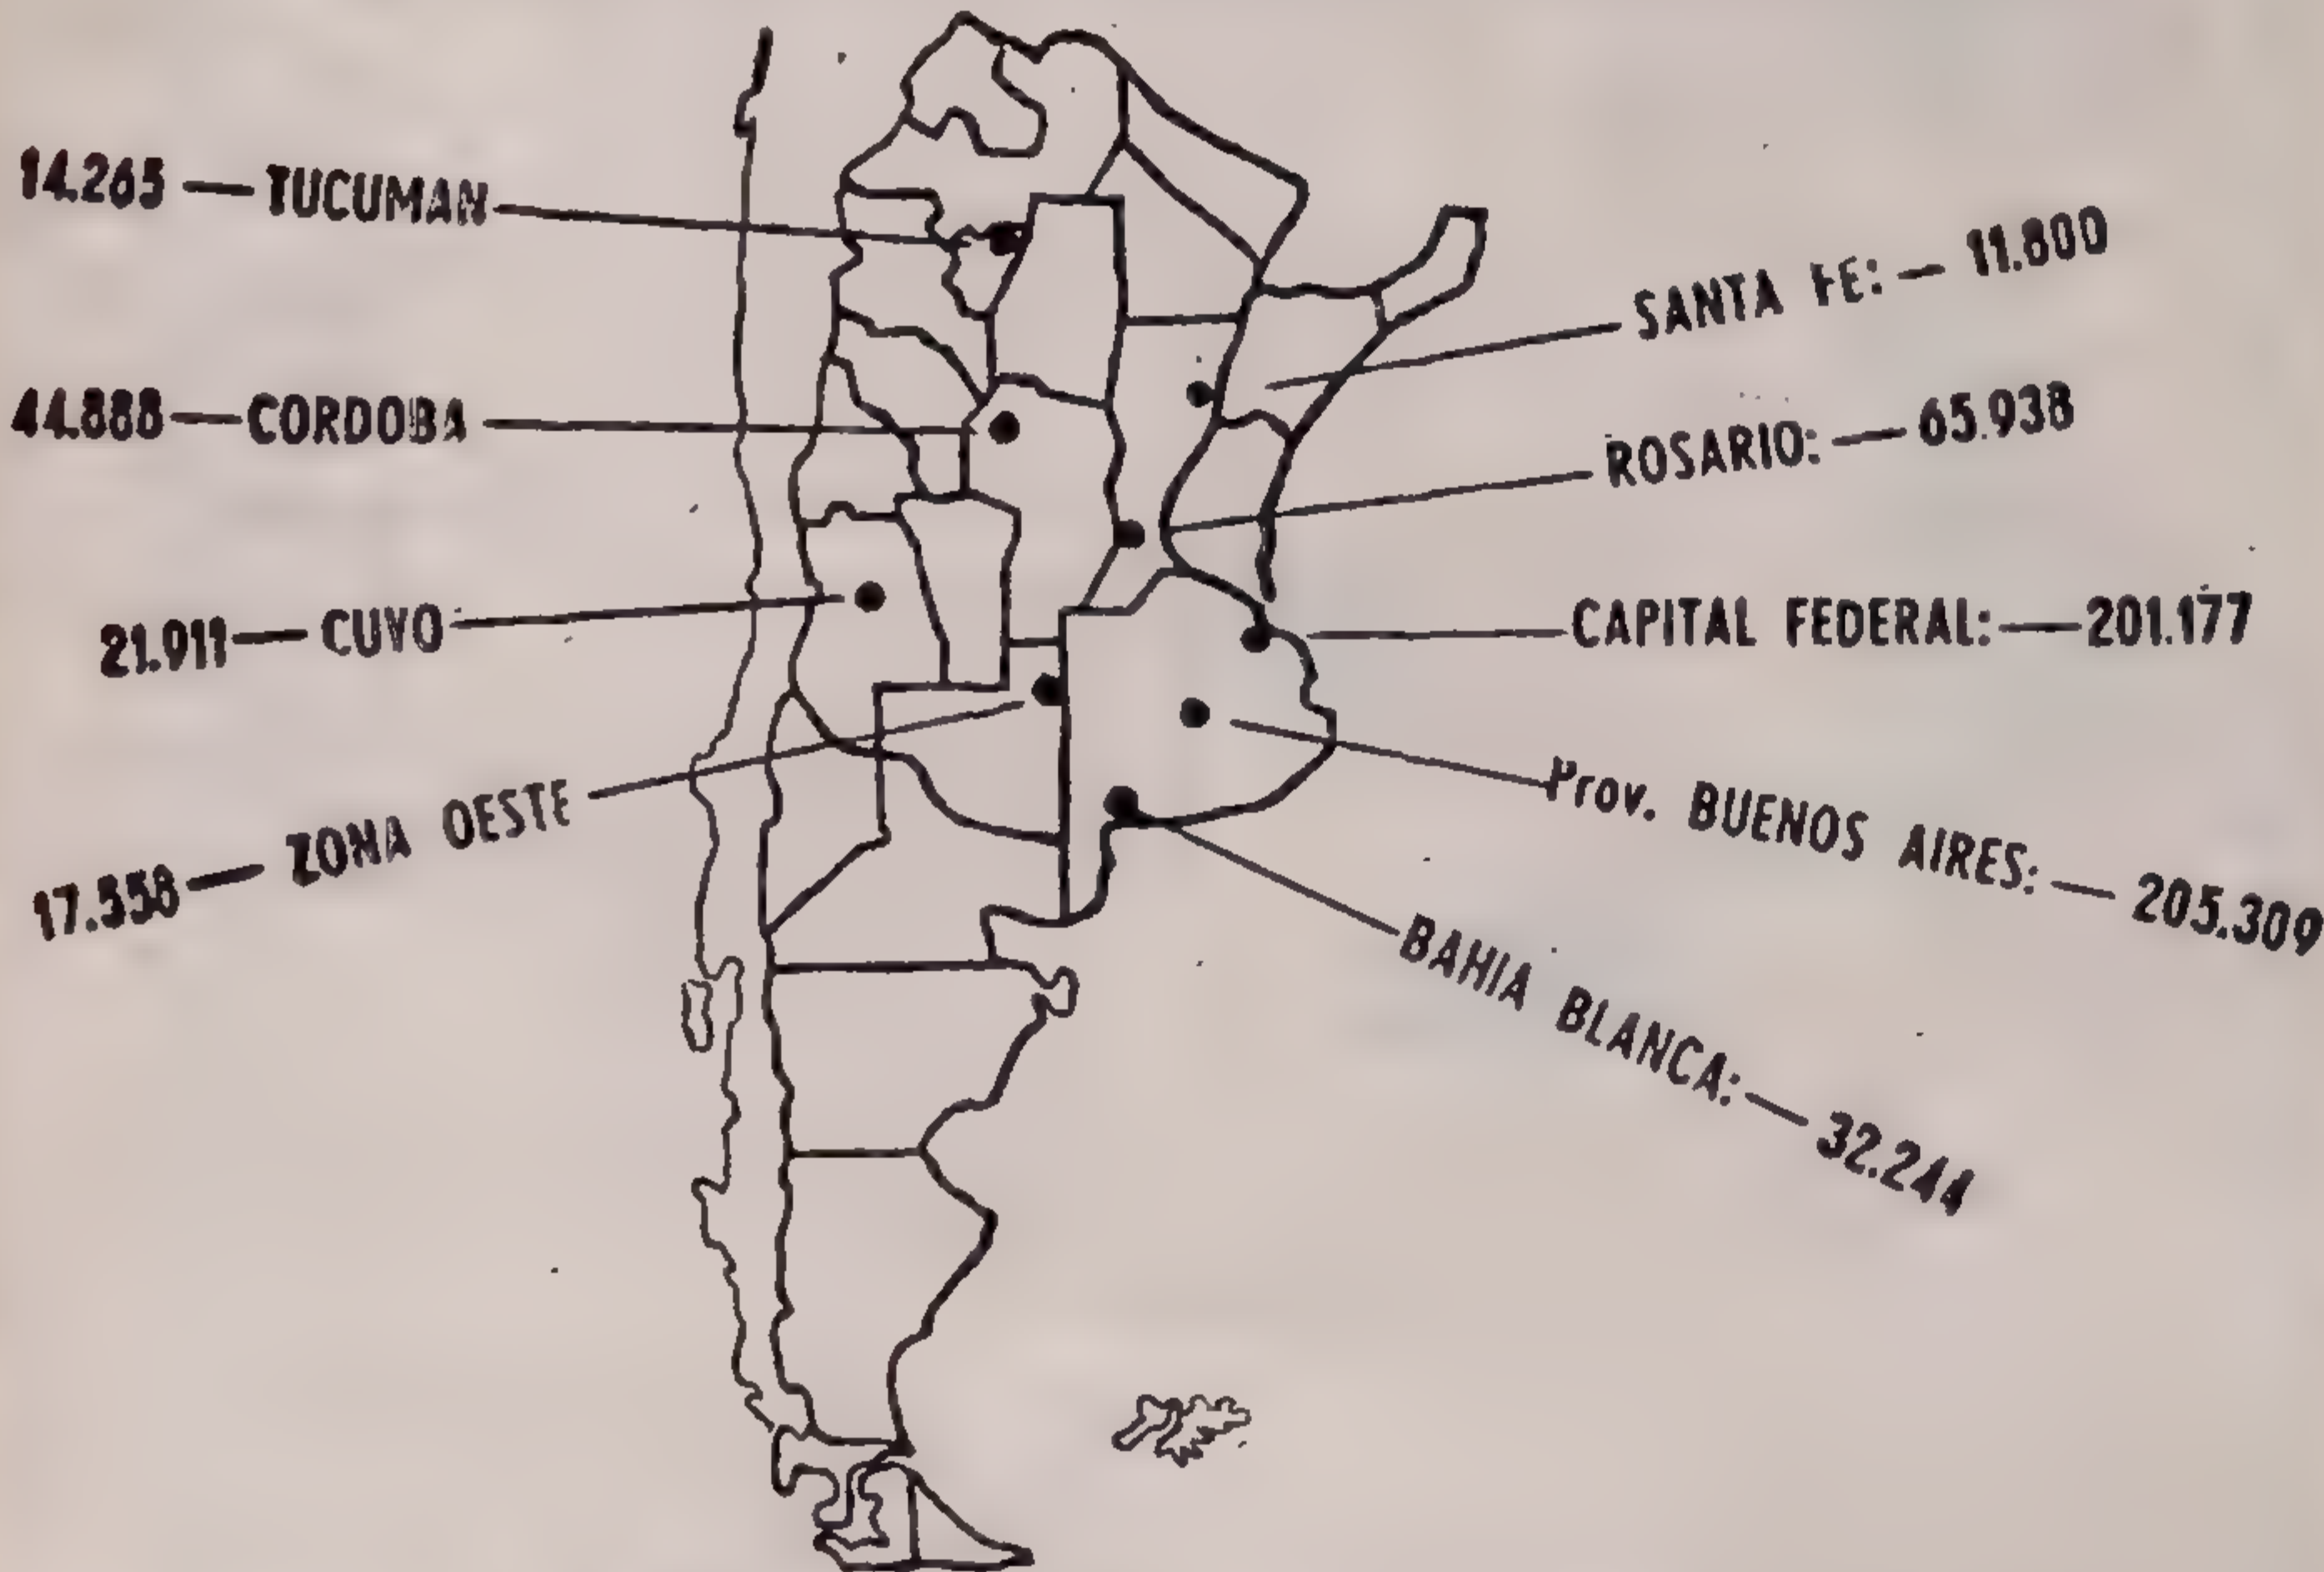 14.265 — TUCUMAN
44.888 — CORDOBA
21.911 — CUYO
17.558 — ZONA OESTE
SANTA FE: — 11.800
ROSARIO: — 65.938
CAPITAL FEDERAL: — 201.177
Prov. BUENOS AIRES: — 205.309
BAHIA BLANCA: — 32.244